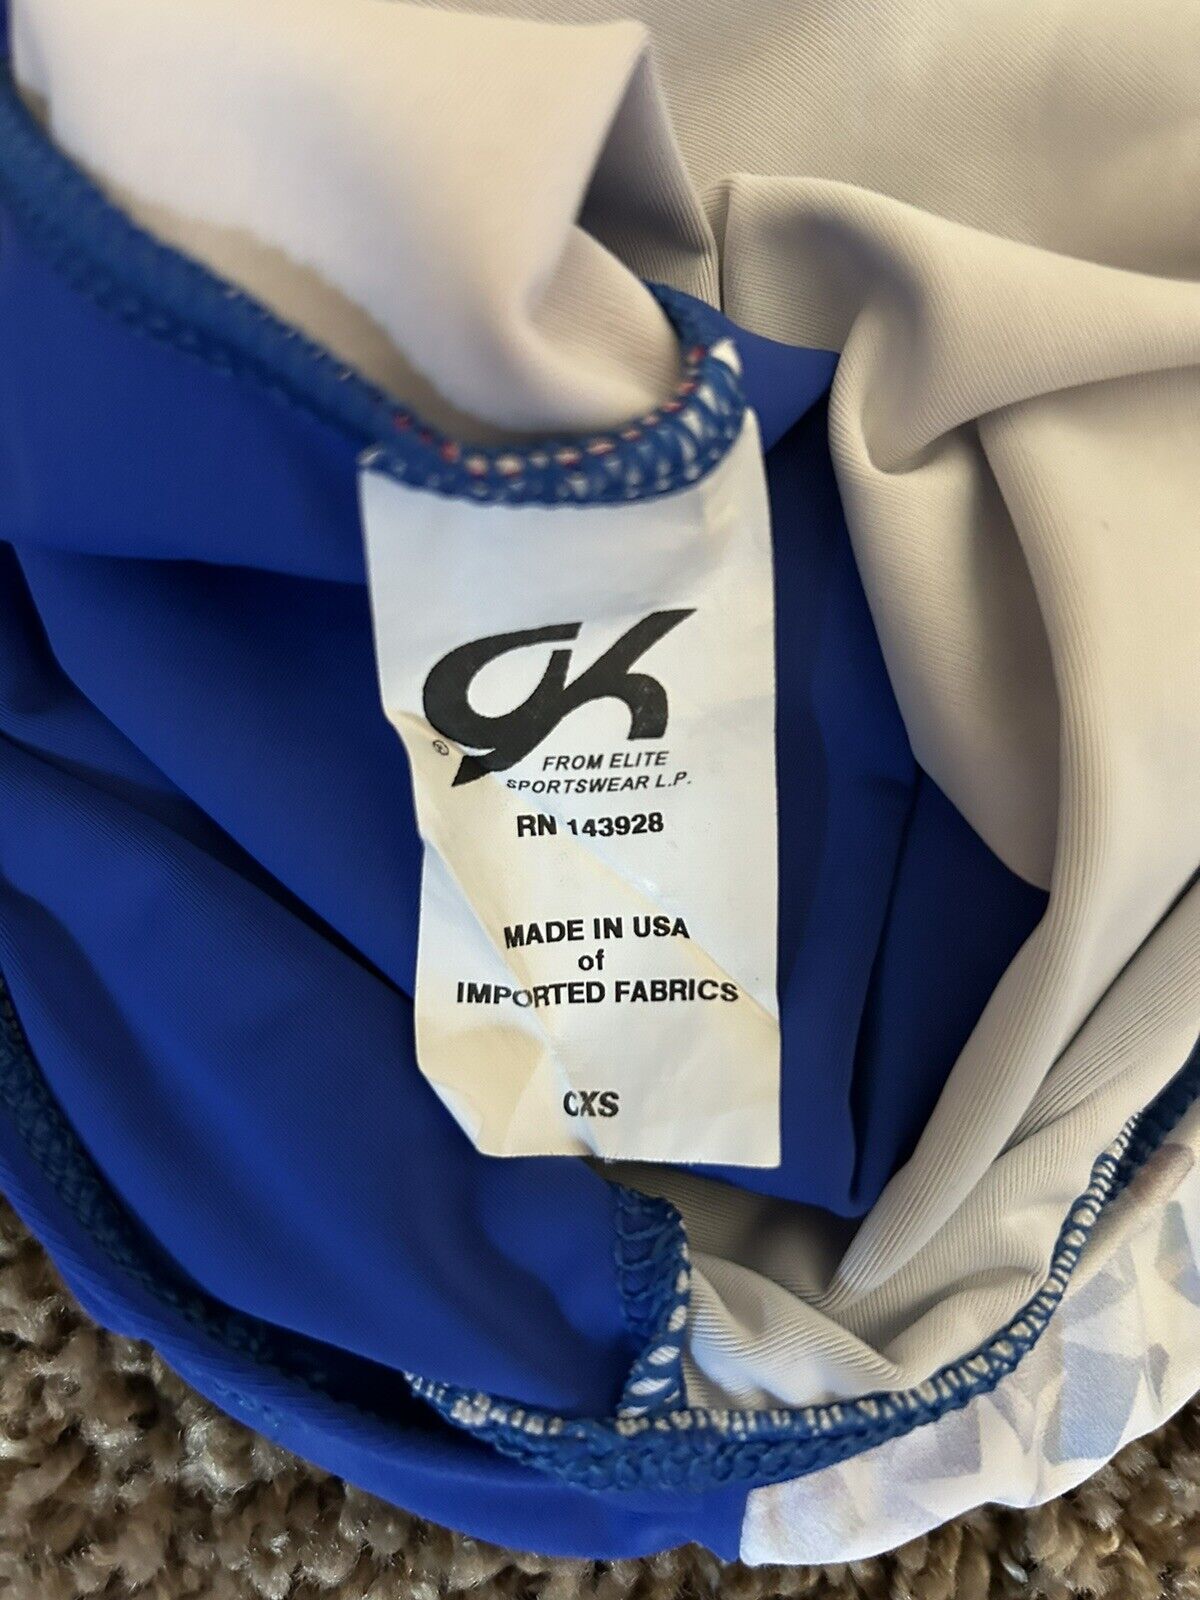 GK
®
FROM ELITE
SPORTSWEAR L.P.
RN 143928
MADE IN USA
of
IMPORTED FABRICS
CXS